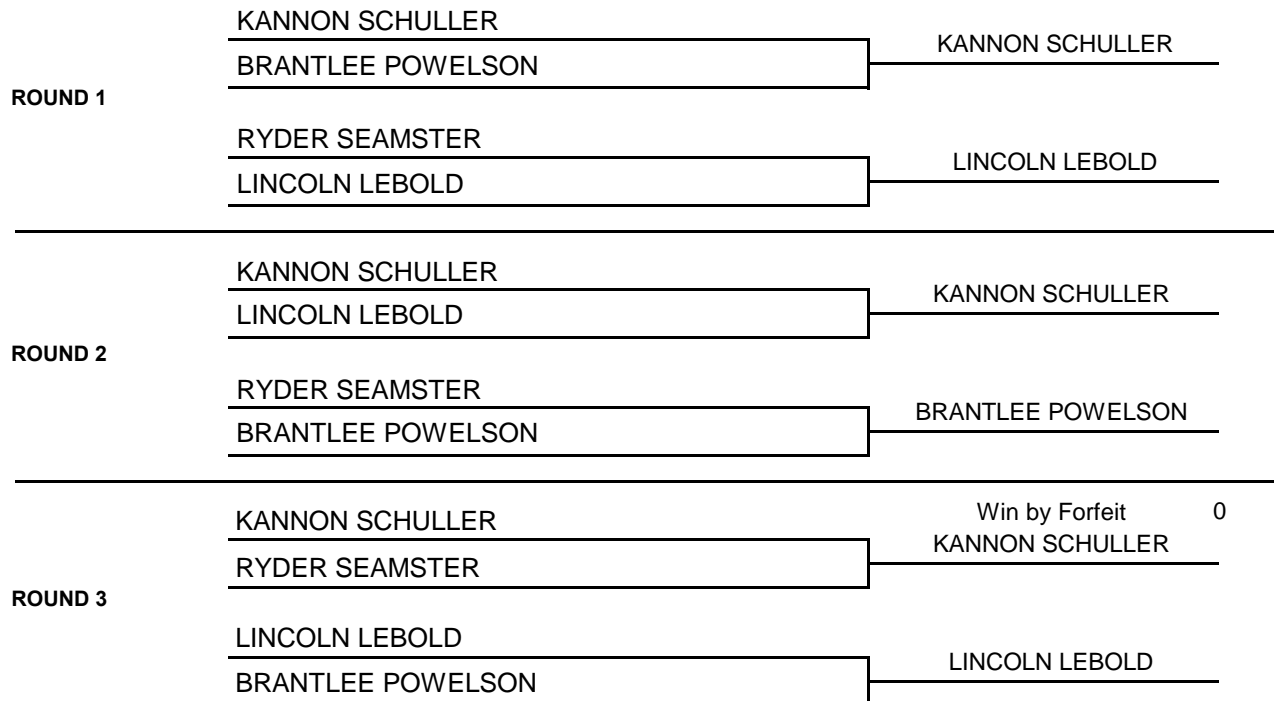 KANNON SCHULLER
KANNON SCHULLER
BRANTLEE POWELSON
ROUND 1
RYDER SEAMSTER
LINCOLN LEBOLD
LINCOLN LEBOLD
KANNON SCHULLER
KANNON SCHULLER
LINCOLN LEBOLD
ROUND 2
RYDER SEAMSTER
BRANTLEE POWELSON
BRANTLEE POWELSON
Win by Forfeit 0
KANNON SCHULLER
KANNON SCHULLER
RYDER SEAMSTER
ROUND 3
LINCOLN LEBOLD
LINCOLN LEBOLD
BRANTLEE POWELSON